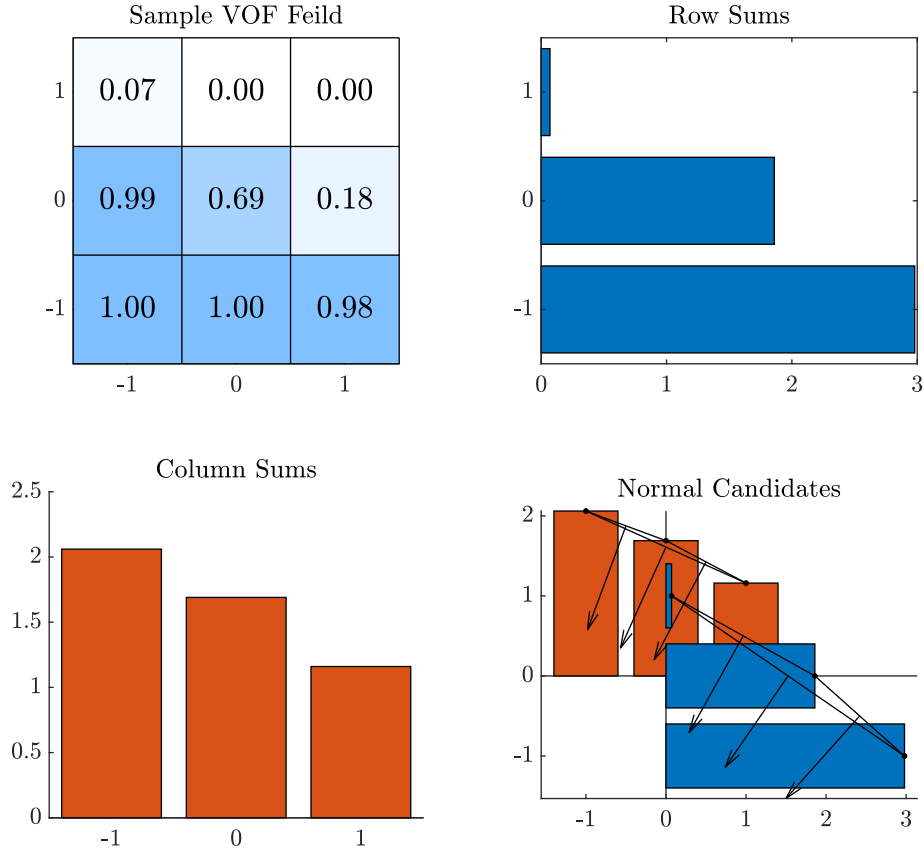 Sample VOF Feild
1
0.07 0.00 0.00
0
0.99 0.69 0.18
-1
1.00 1.00 0.98
-1 0 1
Row Sums
1
0
-1
0 1 2 3
Column Sums
2.5
2
1.5
1
0.5
0
-1 0 1
Normal Candidates
2
1
0
-1
-1 0 1 2 3